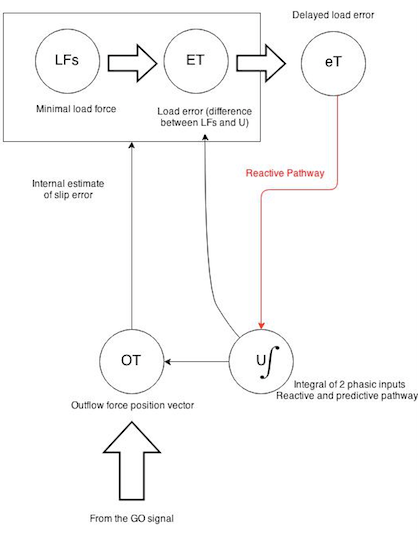 Delayed load error
LFs
ET
eT
Minimal load force
Load error (difference
between LFs and U)
Reactive Pathway
Internal estimate
of slip error
OT
U∫
Integral of 2 phasic inputs
Reactive and predictive pathway
Outflow force position vector
From the GO signal